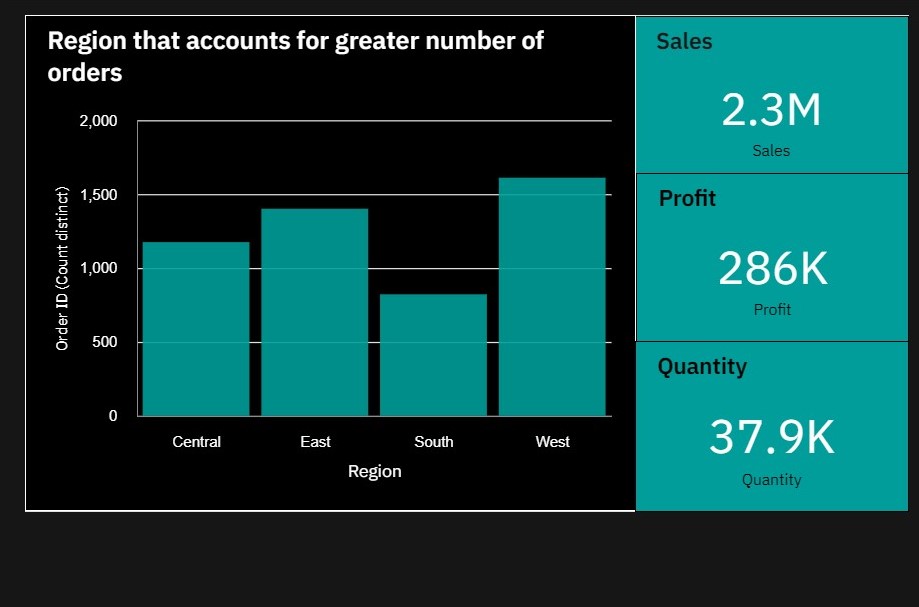 Region that accounts for greater number of
orders
2,000
1,500
1,000
500
0
Order ID (Count distinct)
Central East South West
Region
Sales
2.3M
Sales
Profit
286K
Profit
Quantity
37.9K
Quantity